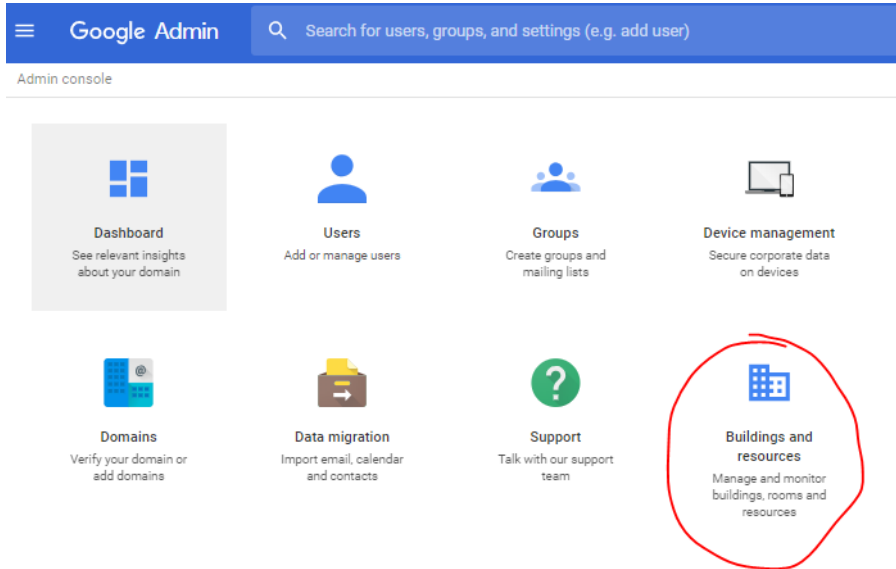 Google Admin
Search for users, groups, and settings (e.g. add user)
Admin console
Dashboard
See relevant insights
about your domain
Users
Add or manage users
Groups
Create groups and
mailing lists
Device management
Secure corporate data
on devices
@
Domains
Verify your domain or
add domains
Data migration
Import email, calendar
and contacts
?
Support
Talk with our support
team
Buildings and
resources
Manage and monitor
buildings, rooms and
resources